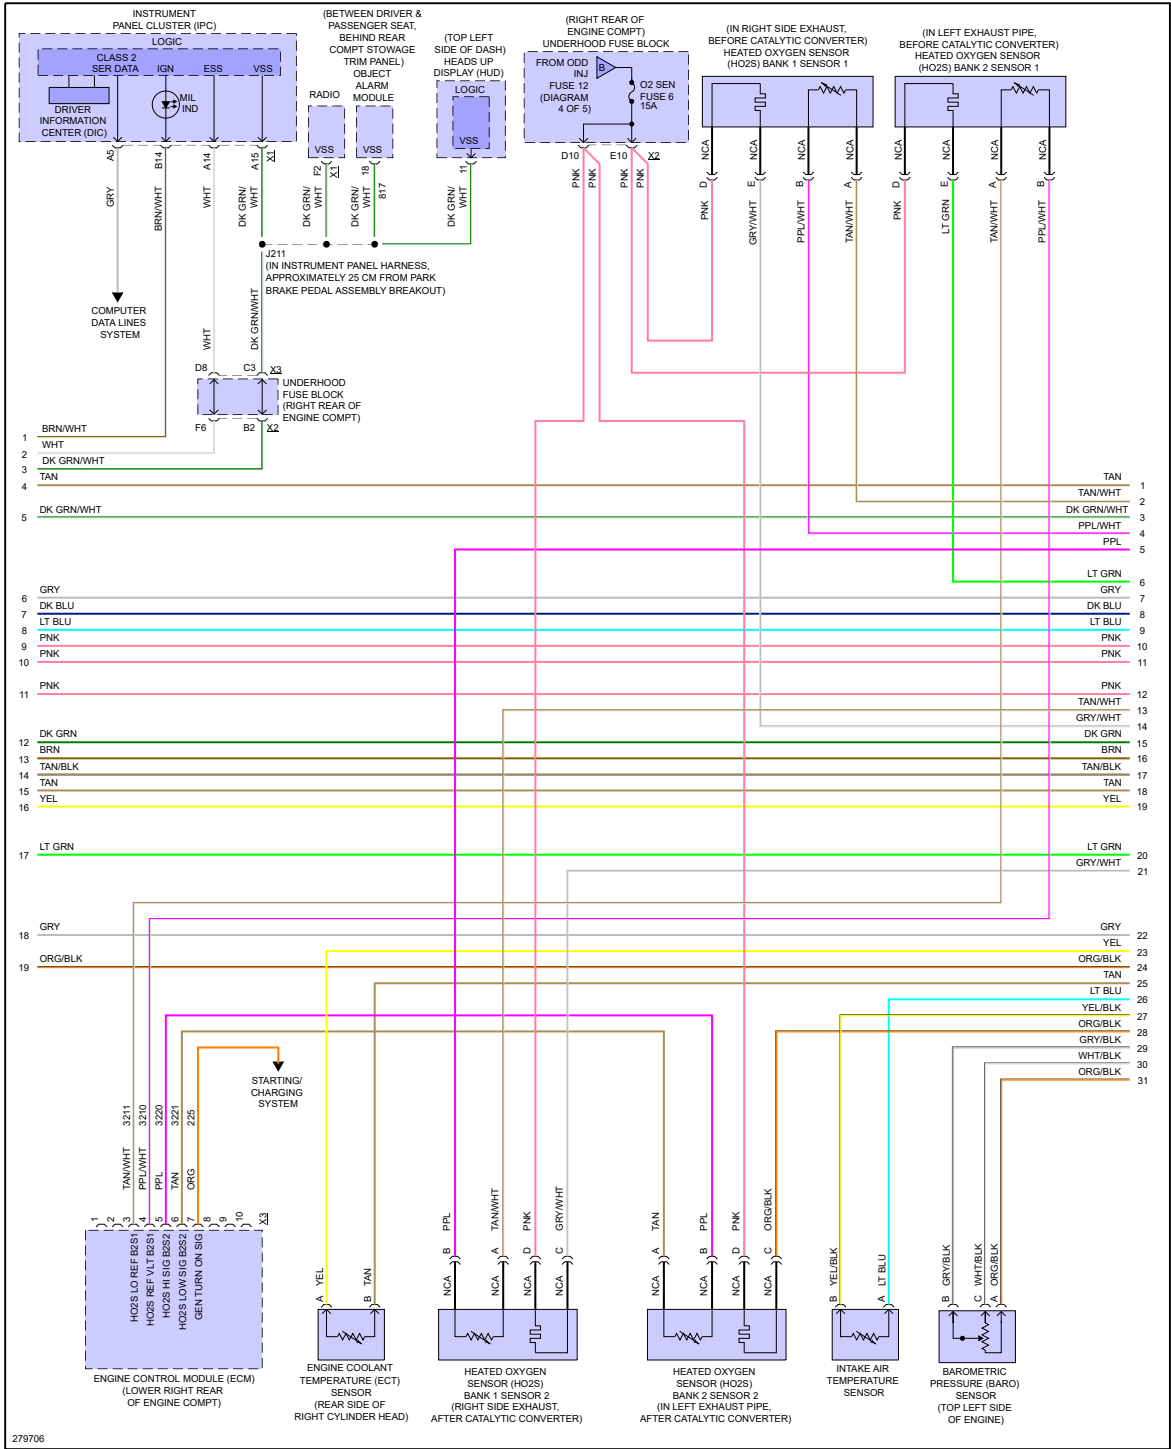 INSTRUMENT
PANEL CLUSTER (IPC)
LOGIC
CLASS 2
SER DATA
IGN
ESS
VSS
MIL
IND
DRIVER
INFORMATION
CENTER (DIC)
A5
B14
A14
A15
X1
GRY
BRN/WHT
WHT
DK GRN/
WHT
(BETWEEN DRIVER &
PASSENGER SEAT,
BEHIND REAR
COMPT STOWAGE
TRIM PANEL)
OBJECT
ALARM
MODULE
RADIO
VSS
VSS
F2
X1
18
DK GRN/
WHT
DK GRN/
WHT
817
(TOP LEFT
SIDE OF DASH)
HEADS UP
DISPLAY (HUD)
LOGIC
VSS
11
DK GRN/
WHT
(RIGHT REAR OF
ENGINE COMPT)
UNDERHOOD FUSE BLOCK
FROM ODD
INJ
FUSE 12
(DIAGRAM
4 OF 5)
B
O2 SEN
FUSE 6
15A
D10
E10
X2
PNK
PNK
PNK
PNK
(IN RIGHT SIDE EXHAUST,
BEFORE CATALYTIC CONVERTER)
HEATED OXYGEN SENSOR
(HO2S) BANK 1 SENSOR 1
NCA
NCA
NCA
NCA
D
E
B
A
PNK
GRY/WHT
PPL/WHT
TAN/WHT
(IN LEFT EXHAUST PIPE,
BEFORE CATALYTIC CONVERTER)
HEATED OXYGEN SENSOR
(HO2S) BANK 2 SENSOR 1
NCA
NCA
NCA
NCA
D
E
A
B
PNK
LT GRN
TAN/WHT
PPL/WHT
J211
(IN INSTRUMENT PANEL HARNESS,
APPROXIMATELY 25 CM FROM PARK
BRAKE PEDAL ASSEMBLY BREAKOUT)
COMPUTER
DATA LINES
SYSTEM
WHT
DK GRN/WHT
D8
C3
X3
UNDERHOOD
FUSE BLOCK
(RIGHT REAR OF
ENGINE COMPT)
F6
B2
X2
1 BRN/WHT
2 WHT
3 DK GRN/WHT
4 TAN
5 DK GRN/WHT
6 GRY
7 DK BLU
8 LT BLU
9 PNK
10 PNK
11 PNK
12 DK GRN
13 BRN
14 TAN/BLK
15 TAN
16 YEL
17 LT GRN
18 GRY
19 ORG/BLK
TAN 1
TAN/WHT 2
DK GRN/WHT 3
PPL/WHT 4
PPL 5
LT GRN 6
GRY 7
DK BLU 8
LT BLU 9
PNK 10
PNK 11
PNK 12
TAN/WHT 13
GRY/WHT 14
DK GRN 15
BRN 16
TAN/BLK 17
TAN 18
YEL 19
LT GRN 20
GRY/WHT 21
GRY 22
YEL 23
ORG/BLK 24
TAN 25
LT BLU 26
YEL/BLK 27
ORG/BLK 28
GRY/BLK 29
WHT/BLK 30
ORG/BLK 31
STARTING/
CHARGING
SYSTEM
3211
3210
3220
3221
225
TAN/WHT
PPL/WHT
PPL
TAN
ORG
1
2
3
4
5
6
7
8
9
10
X3
HO2S LO REF B2S1
HO2S REF VLT B2S1
HO2S HI SIG B2S2
HO2S LOW SIG B2S2
GEN TURN ON SIG
ENGINE CONTROL MODULE (ECM)
(LOWER RIGHT REAR
OF ENGINE COMPT)
YEL
TAN
A
B
ENGINE COOLANT
TEMPERATURE (ECT)
SENSOR
(REAR SIDE OF
RIGHT CYLINDER HEAD)
PPL
TAN/WHT
PNK
GRY/WHT
B
A
D
C
NCA
NCA
NCA
NCA
HEATED OXYGEN
SENSOR (HO2S)
BANK 1 SENSOR 2
(RIGHT SIDE EXHAUST,
AFTER CATALYTIC CONVERTER)
TAN
PPL
PNK
ORG/BLK
A
B
D
C
NCA
NCA
NCA
NCA
HEATED OXYGEN
SENSOR (HO2S)
BANK 2 SENSOR 2
(IN LEFT EXHAUST PIPE,
AFTER CATALYTIC CONVERTER)
YEL/BLK
LT BLU
B
A
INTAKE AIR
TEMPERATURE
SENSOR
GRY/BLK
WHT/BLK
ORG/BLK
B
C
A
BAROMETRIC
PRESSURE (BARO)
SENSOR
(TOP LEFT SIDE
OF ENGINE)
279706